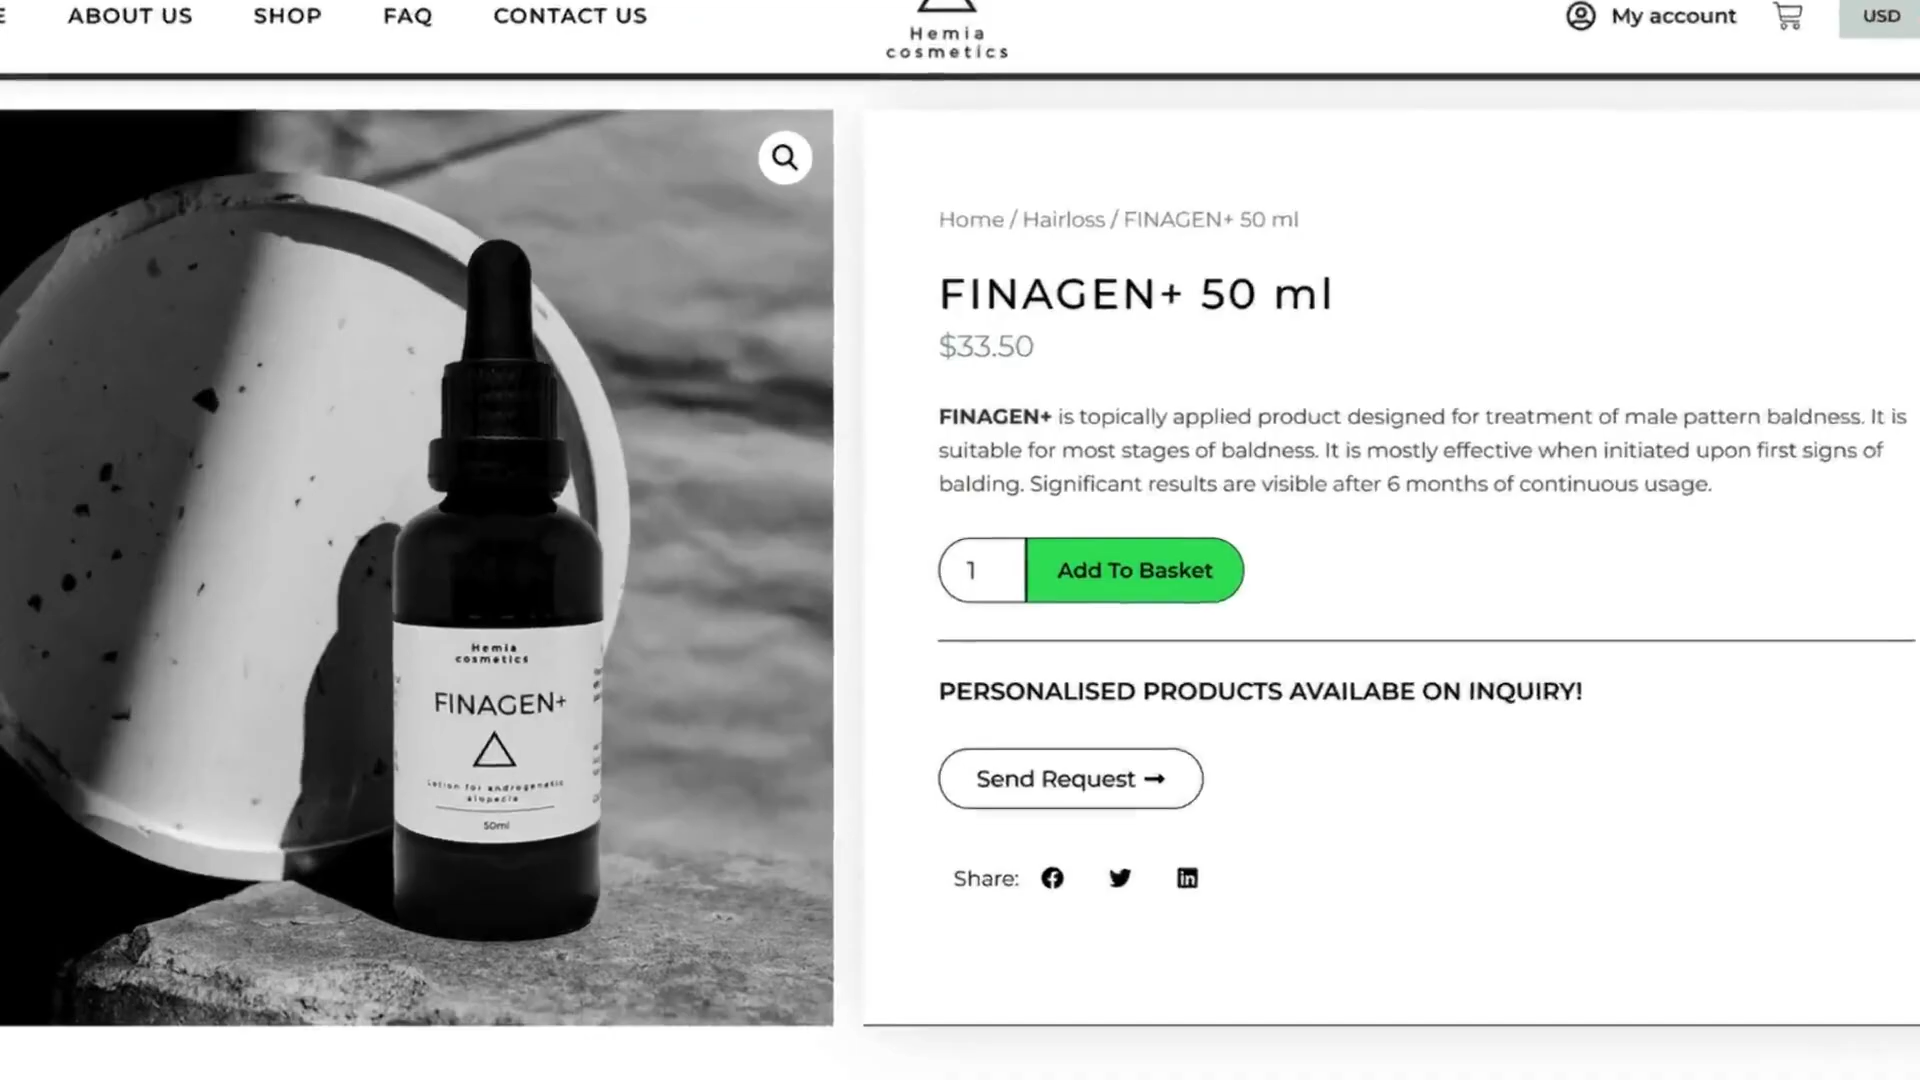 ABOUT US
SHOP
FAQ
CONTACT US
Hemia
cosmetics
My account
USD
Home / Hairloss / FINAGEN+ 50 ml
FINAGEN+ 50 ml
$33.50
FINAGEN+ is topically applied product designed for treatment of male pattern baldness. It is
suitable for most stages of baldness. It is mostly effective when initiated upon first signs of
balding. Significant results are visible after 6 months of continuous usage.
1
Add To Basket
PERSONALISED PRODUCTS AVAILABE ON INQUIRY!
Send Request →
Share:
Hemia
cosmetics
FINAGEN+
Lotion for androgenetic
alopecia
50ml